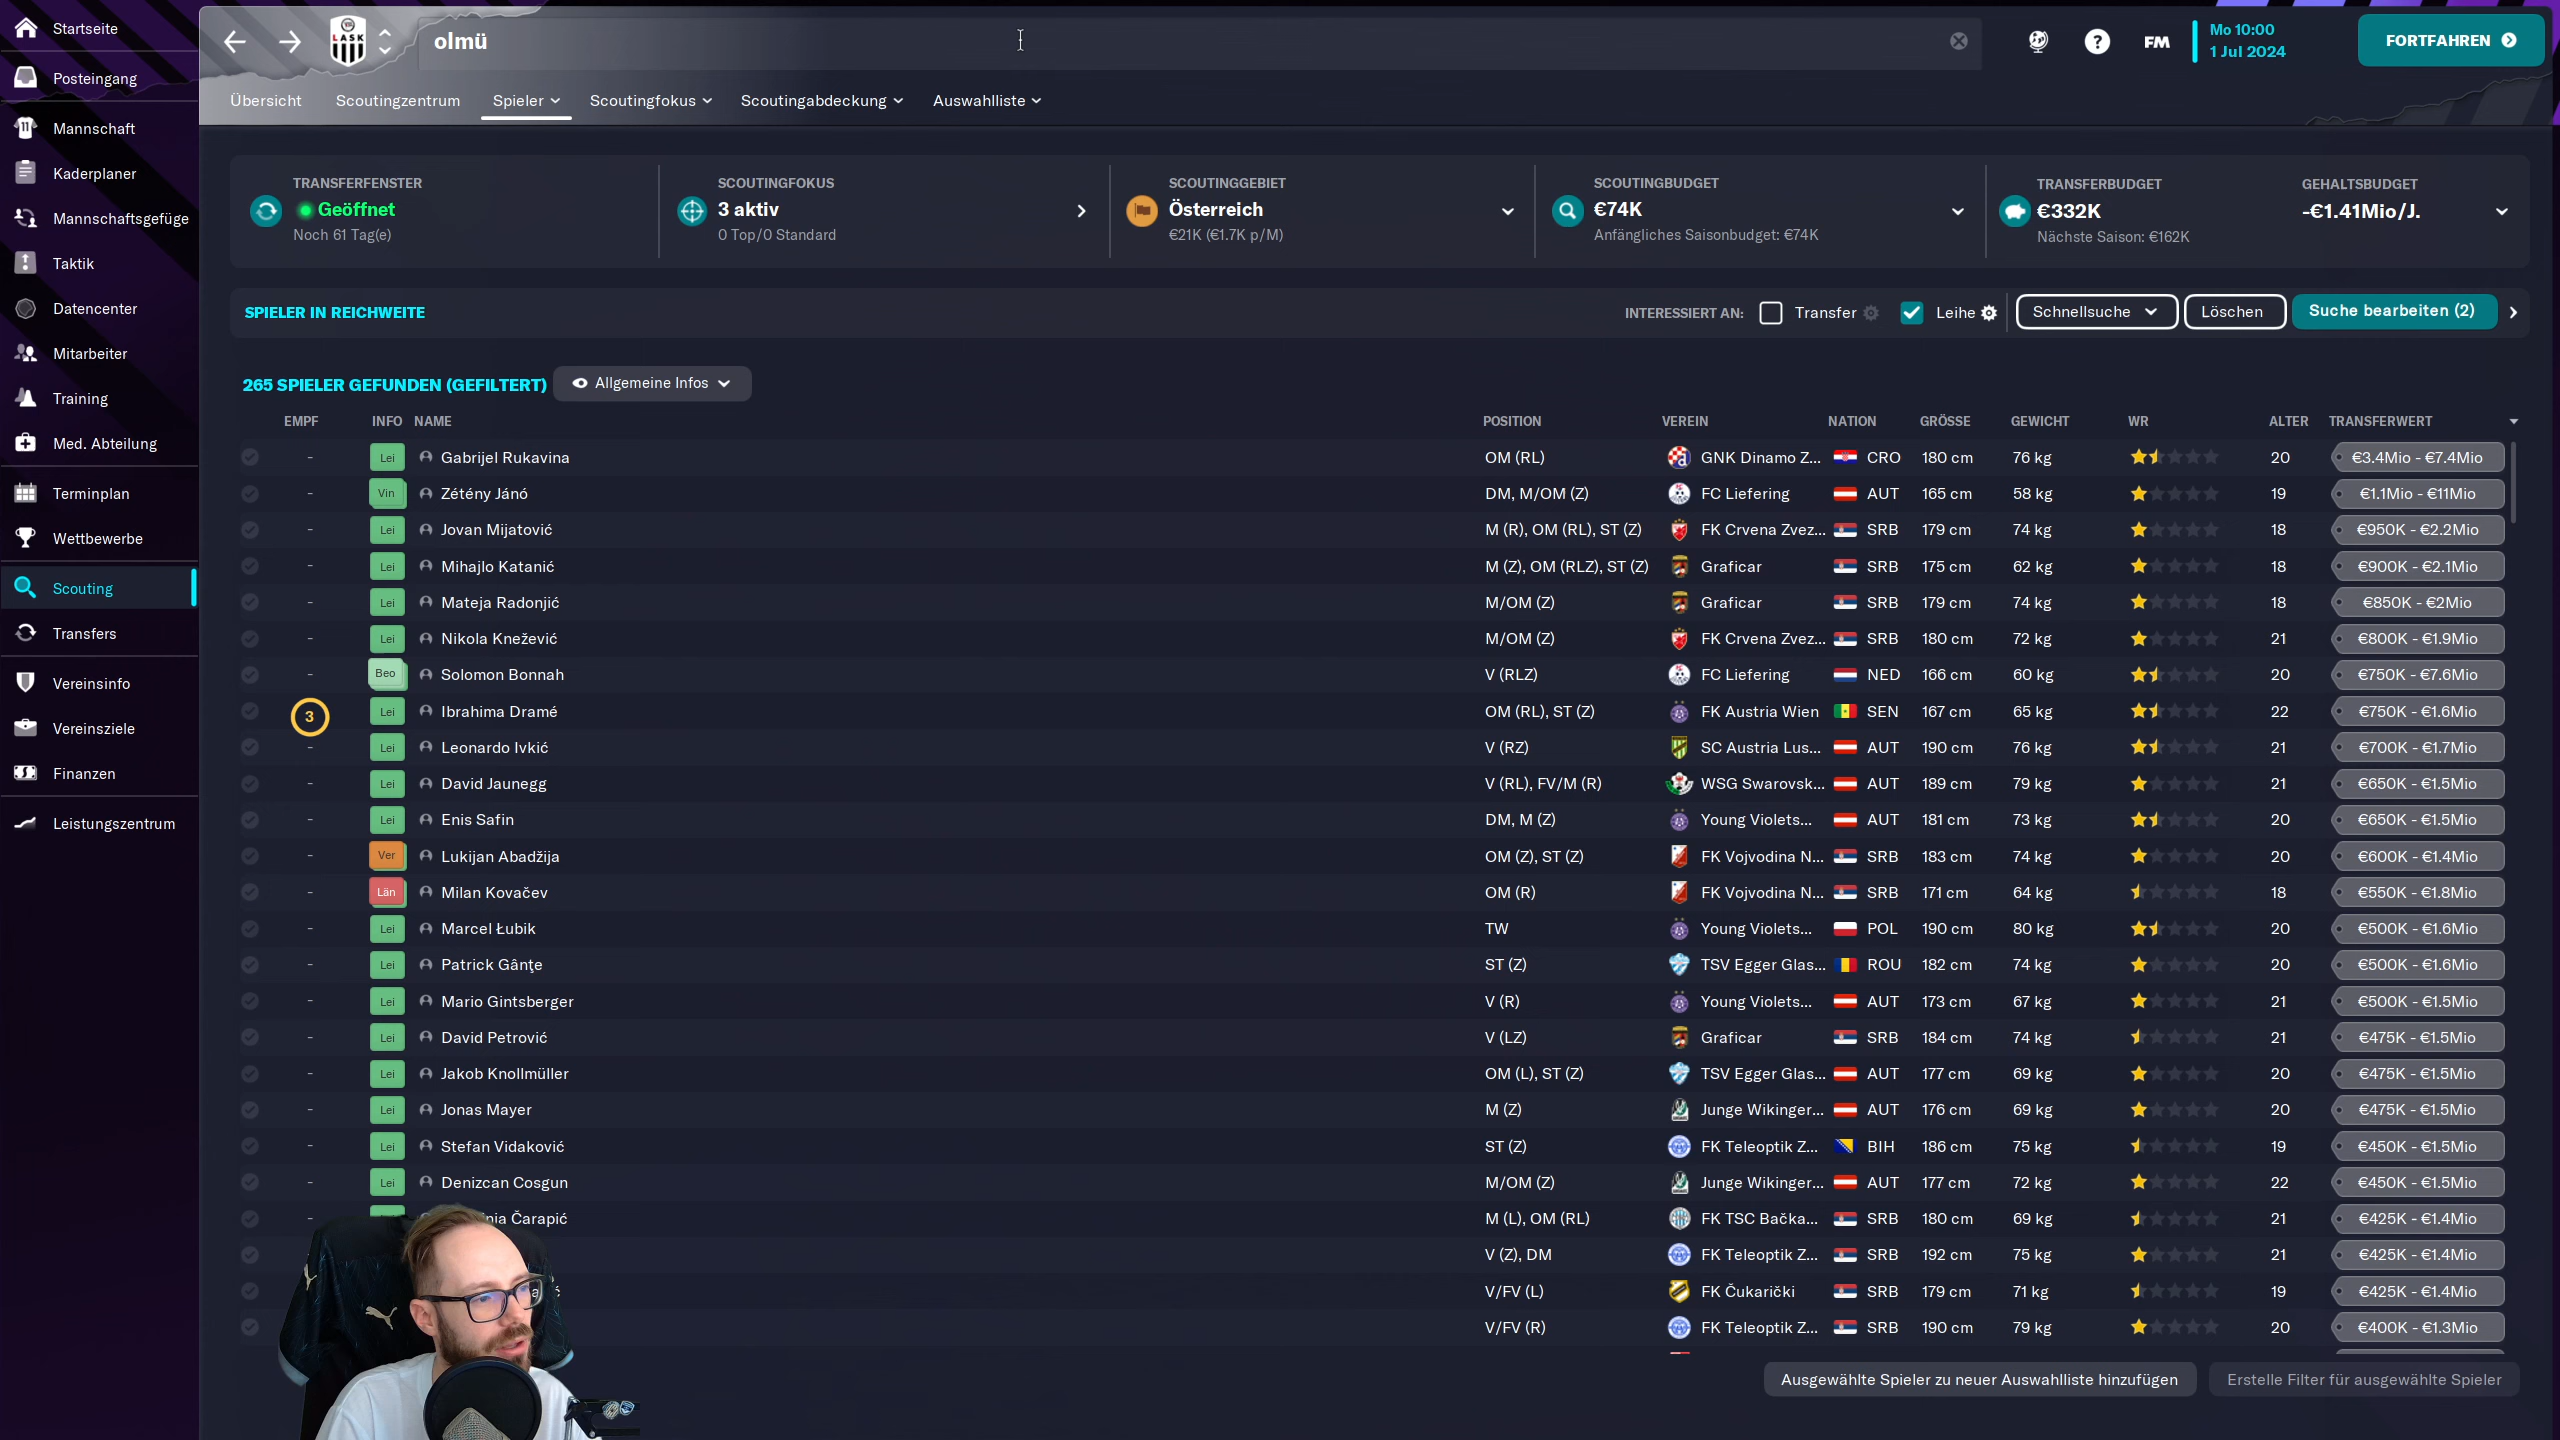 Startseite
Posteingang
Mannschaft
Kaderplaner
Mannschaftsgefüge
Taktik
Datencenter
Mitarbeiter
Training
Med. Abteilung
Terminplan
Wettbewerbe
Scouting
Transfers
Vereinsinfo
Vereinsziele
Finanzen
Leistungszentrum
LASK
olmü
FM
Mo 10:00
1 Jul 2024
FORTFAHREN
Übersicht Scoutingzentrum Spieler Scoutingfokus Scoutingabdeckung Auswahlliste
TRANSFERFENSTER
Geöffnet
Noch 61 Tag(e)
SCOUTINGFOKUS
3 aktiv
0 Top/0 Standard
SCOUTINGGEBIET
Österreich
€21K (€1.7K p/M)
SCOUTINGBUDGET
€74K
Anfängliches Saisonbudget: €74K
TRANSFERBUDGET
€332K
Nächste Saison: €162K
GEHALTSBUDGET
-€1.41Mio/J.
SPIELER IN REICHWEITE
INTERESSIERT AN: Transfer Leihe Schnellsuche Löschen Suche bearbeiten (2)
265 SPIELER GEFUNDEN (GEFILTERT) Allgemeine Infos
EMPF INFO NAME POSITION VEREIN NATION GRÖSSE GEWICHT WR ALTER TRANSFERWERT
- Lei Gabrijel Rukavina OM (RL) GNK Dinamo Z... CRO 180 cm 76 kg 20 €3.4Mio - €7.4Mio
- Vin Zétény Jánó DM, M/OM (Z) FC Liefering AUT 165 cm 58 kg 19 €1.1Mio - €11Mio
- Lei Jovan Mijatović M (R), OM (RL), ST (Z) FK Crvena Zvez... SRB 179 cm 74 kg 18 €950K - €2.2Mio
- Lei Mihajlo Katanić M (Z), OM (RLZ), ST (Z) Graficar SRB 175 cm 62 kg 18 €900K - €2.1Mio
- Lei Mateja Radonjić M/OM (Z) Graficar SRB 179 cm 74 kg 18 €850K - €2Mio
- Lei Nikola Knežević M/OM (Z) FK Crvena Zvez... SRB 180 cm 72 kg 21 €800K - €1.9Mio
- Beo Solomon Bonnah V (RLZ) FC Liefering NED 166 cm 60 kg 20 €750K - €7.6Mio
3 Lei Ibrahima Dramé OM (RL), ST (Z) FK Austria Wien SEN 167 cm 65 kg 22 €750K - €1.6Mio
- Lei Leonardo Ivkić V (RZ) SC Austria Lus... AUT 190 cm 76 kg 21 €700K - €1.7Mio
- Lei David Jaunegg V (RL), FV/M (R) WSG Swarovsk... AUT 189 cm 79 kg 21 €650K - €1.5Mio
- Lei Enis Safin DM, M (Z) Young Violets... AUT 181 cm 73 kg 20 €650K - €1.5Mio
- Ver Lukijan Abadžija OM (Z), ST (Z) FK Vojvodina N... SRB 183 cm 74 kg 20 €600K - €1.4Mio
- Län Milan Kovačev OM (R) FK Vojvodina N... SRB 171 cm 64 kg 18 €550K - €1.8Mio
- Lei Marcel Łubik TW Young Violets... POL 190 cm 80 kg 20 €500K - €1.6Mio
- Lei Patrick Gânțe ST (Z) TSV Egger Glas... ROU 182 cm 74 kg 20 €500K - €1.6Mio
- Lei Mario Gintsberger V (R) Young Violets... AUT 173 cm 67 kg 21 €500K - €1.5Mio
- Lei David Petrović V (LZ) Graficar SRB 184 cm 74 kg 21 €475K - €1.5Mio
- Lei Jakob Knollmüller OM (L), ST (Z) TSV Egger Glas... AUT 177 cm 69 kg 20 €475K - €1.5Mio
- Lei Jonas Mayer M (Z) Junge Wikinger... AUT 176 cm 69 kg 20 €475K - €1.5Mio
- Lei Stefan Vidaković ST (Z) FK Teleoptik Z... BIH 186 cm 75 kg 19 €450K - €1.5Mio
- Lei Denizcan Cosgun M/OM (Z) Junge Wikinger... AUT 177 cm 72 kg 22 €450K - €1.5Mio
- Čarapić M (L), OM (RL) FK TSC Bačka... SRB 180 cm 69 kg 21 €425K - €1.4Mio
V (Z), DM FK Teleoptik Z... SRB 192 cm 75 kg 21 €425K - €1.4Mio
V/FV (L) FK Čukarički SRB 179 cm 71 kg 19 €425K - €1.4Mio
V/FV (R) FK Teleoptik Z... SRB 190 cm 79 kg 20 €400K - €1.3Mio
Ausgewählte Spieler zu neuer Auswahlliste hinzufügen Erstelle Filter für ausgewählte Spieler